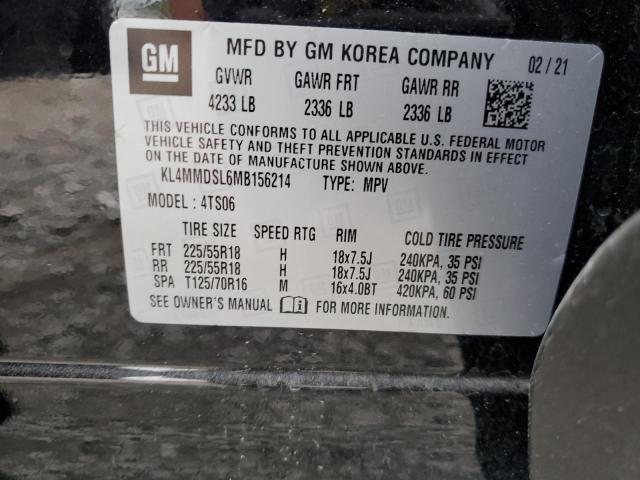 GM MFD BY GM KOREA COMPANY 02/21
GVWR GAWR FRT GAWR RR
4233 LB 2336 LB 2336 LB
THIS VEHICLE CONFORMS TO ALL APPLICABLE U.S. FEDERAL MOTOR
VEHICLE SAFETY AND THEFT PREVENTION STANDARDS IN EFFECT
ON THE DATE OF MANUFACTURE SHOWN ABOVE.
KL4MMDSL6MB156214 TYPE: MPV
MODEL: 4TS06
TIRE SIZE SPEED RTG RIM COLD TIRE PRESSURE
FRT 225/55R18 H 18x7.5J 240KPA, 35 PSI
RR 225/55R18 H 18x7.5J 240KPA, 35 PSI
SPA T125/70R16 M 16x4.0BT 420KPA, 60 PSI
SEE OWNER'S MANUAL FOR MORE INFORMATION.